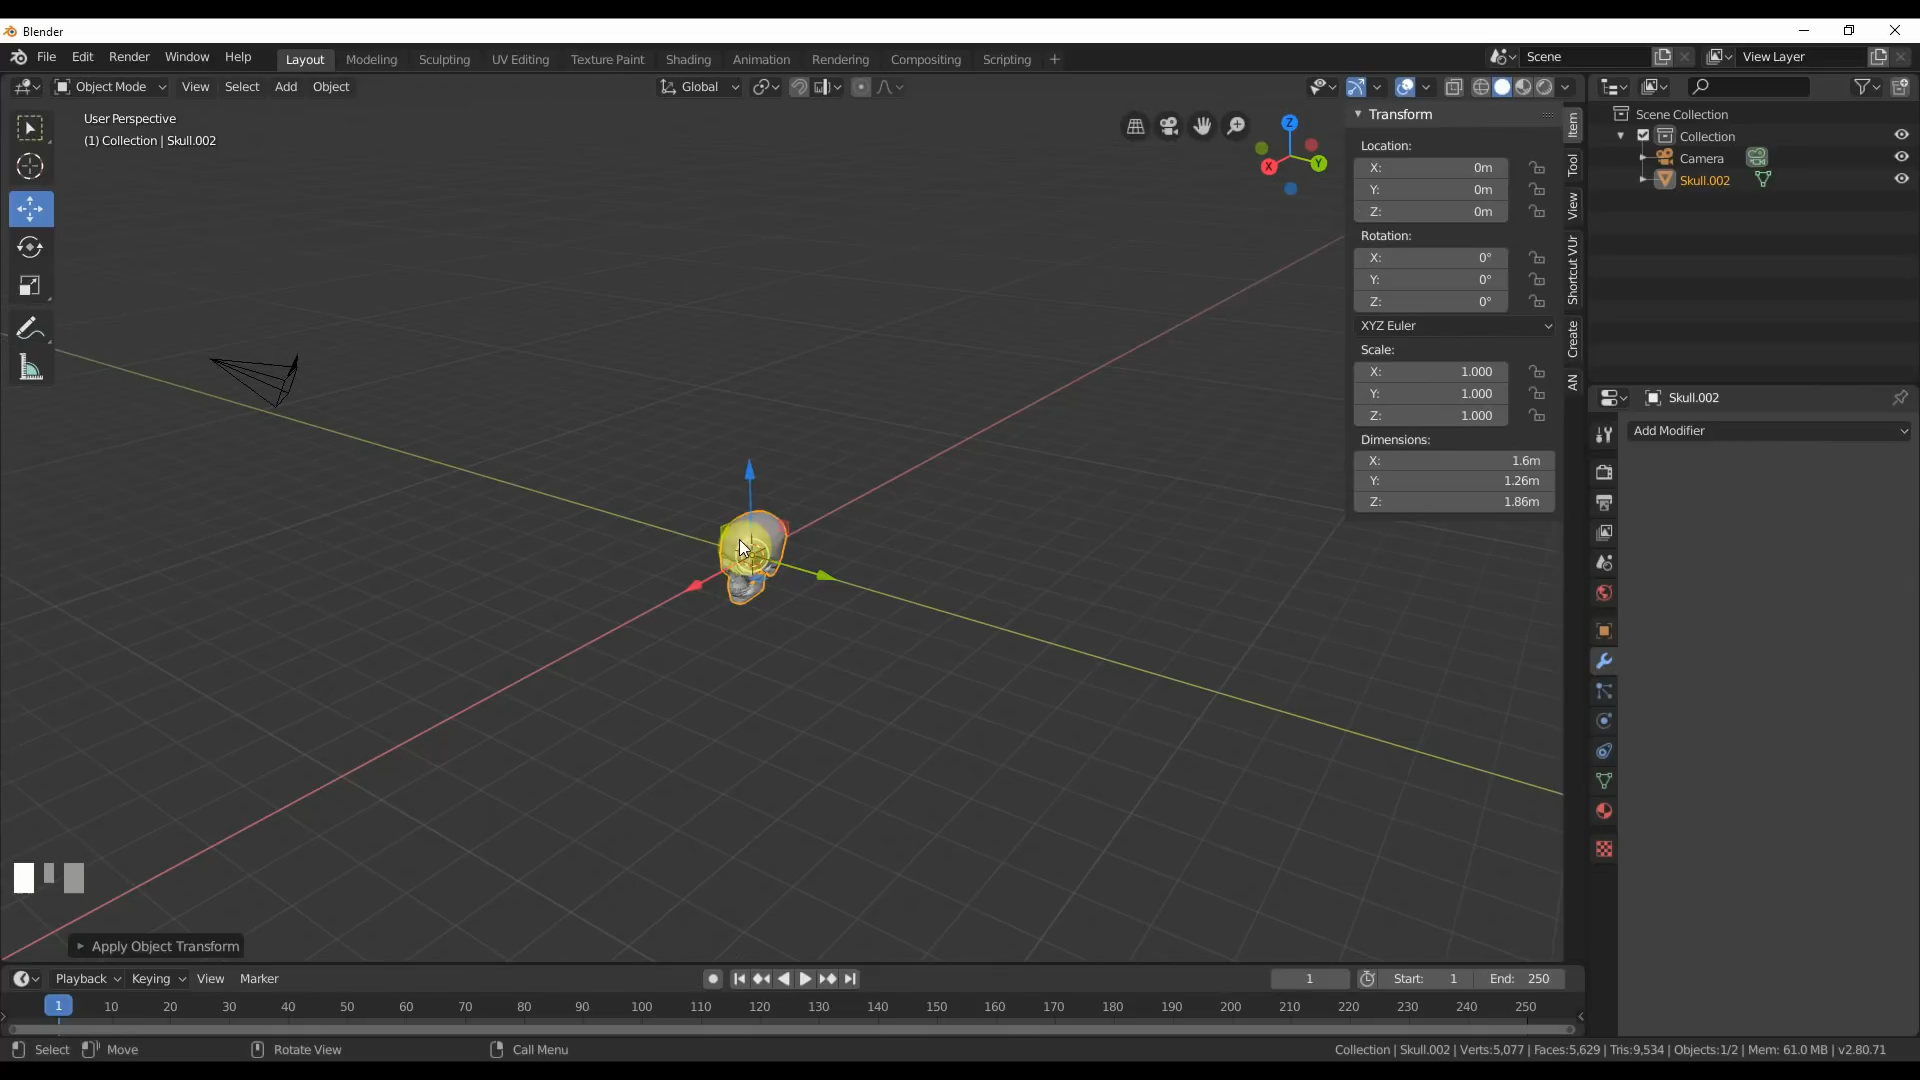 Blender
File Edit Render Window Help Layout Modeling Sculpting UV Editing Texture Paint Shading Animation Rendering Compositing Scripting + Scene View Layer
Object Mode View Select Add Object Global
User Perspective
(1) Collection | Skull.002
Z
Y
X
Transform
Location:
X: 0m
Y: 0m
Z: 0m
Rotation:
X: 0°
Y: 0°
Z: 0°
XYZ Euler
Scale:
X: 1.000
Y: 1.000
Z: 1.000
Dimensions:
X: 1.6m
Y: 1.26m
Z: 1.86m
Item
Tool
View
Shortcut VUr
Create
AN
Scene Collection
Collection
Camera
Skull.002
Skull.002
Add Modifier
Apply Object Transform
Playback Keying View Marker 1 Start: 1 End: 250
1 10 20 30 40 50 60 70 80 90 100 110 120 130 140 150 160 170 180 190 200 210 220 230 240 250
Select Move Rotate View Call Menu Collection | Skull.002 | Verts:5,077 | Faces:5,629 | Tris:9,534 | Objects:1/2 | Mem: 61.0 MB | v2.80.71